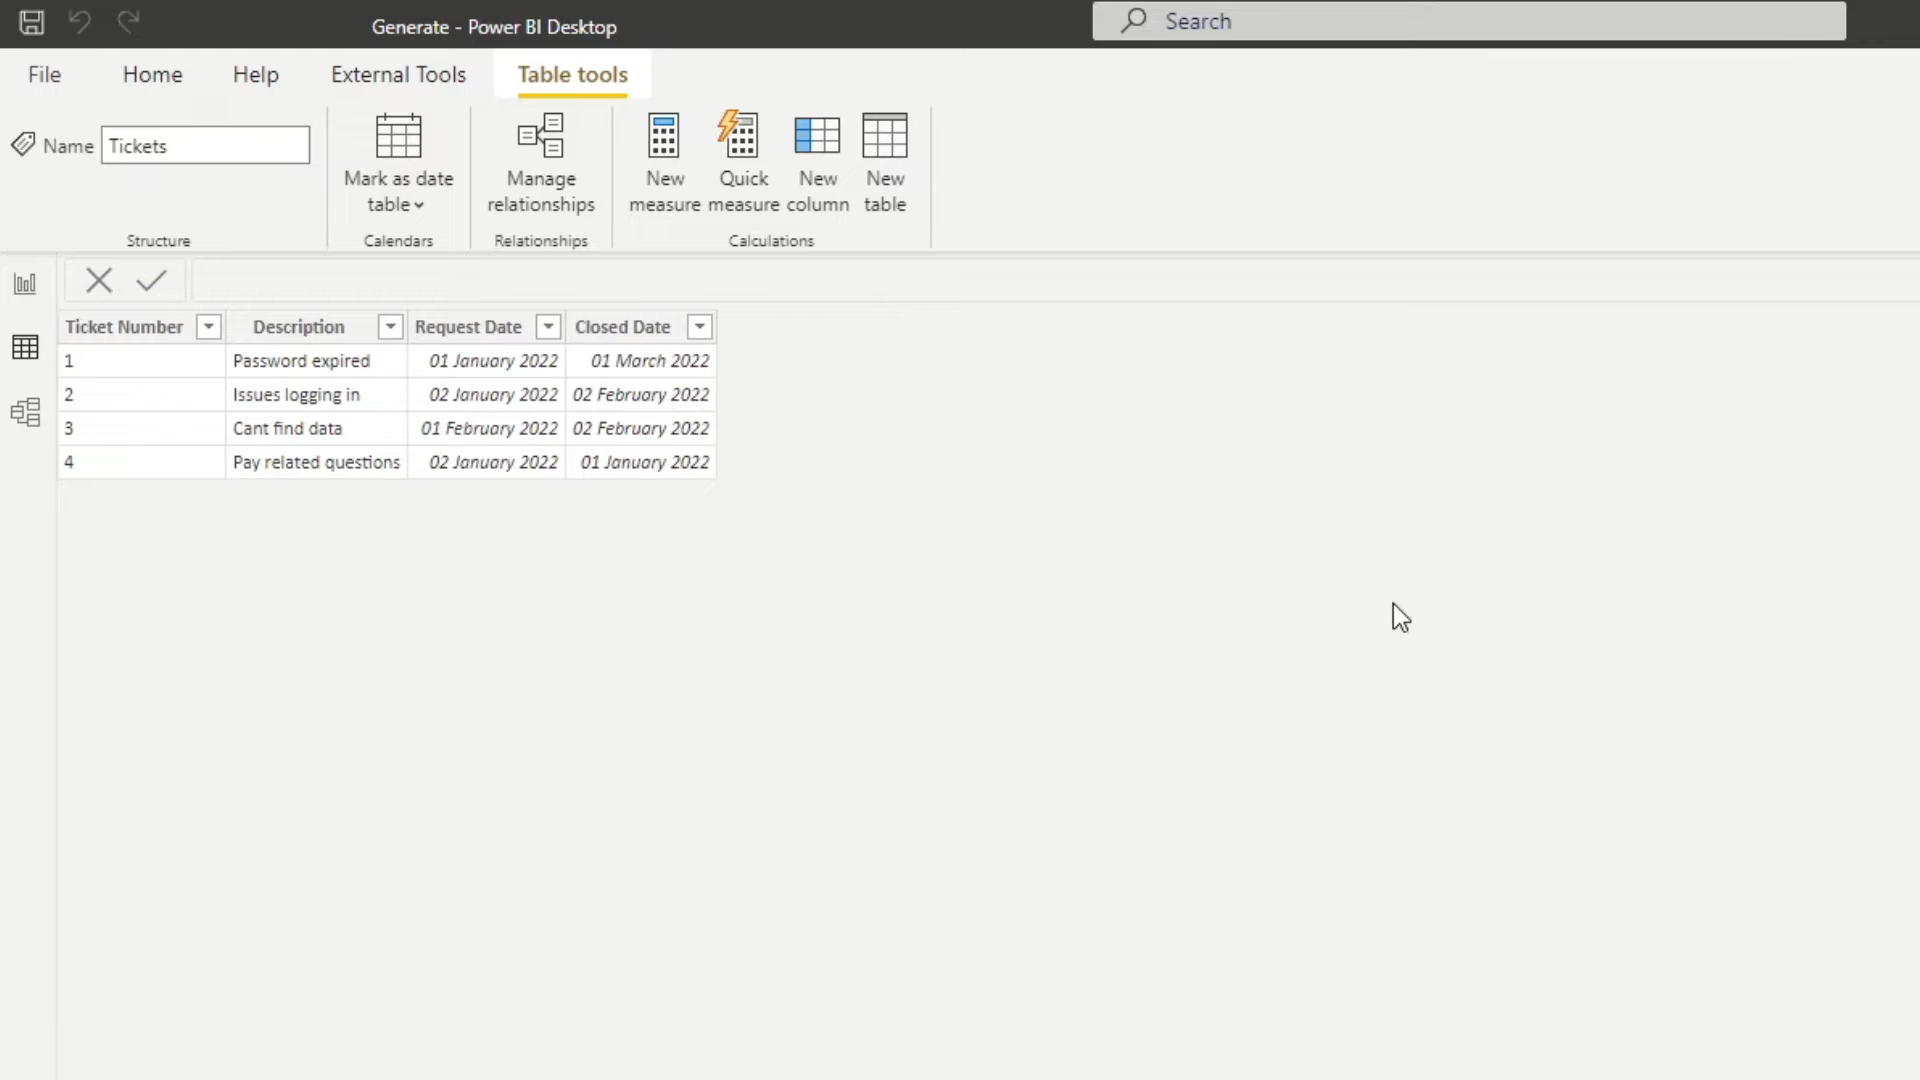 Generate - Power BI Desktop
Search
File Home Help External Tools Table tools
Name Tickets
Mark as date table
Manage relationships
New measure
Quick measure
New column
New table
Structure Calendars Relationships Calculations
Ticket Number Description Request Date Closed Date
1 Password expired 01 January 2022 01 March 2022
2 Issues logging in 02 January 2022 02 February 2022
3 Cant find data 01 February 2022 02 February 2022
4 Pay related questions 02 January 2022 01 January 2022